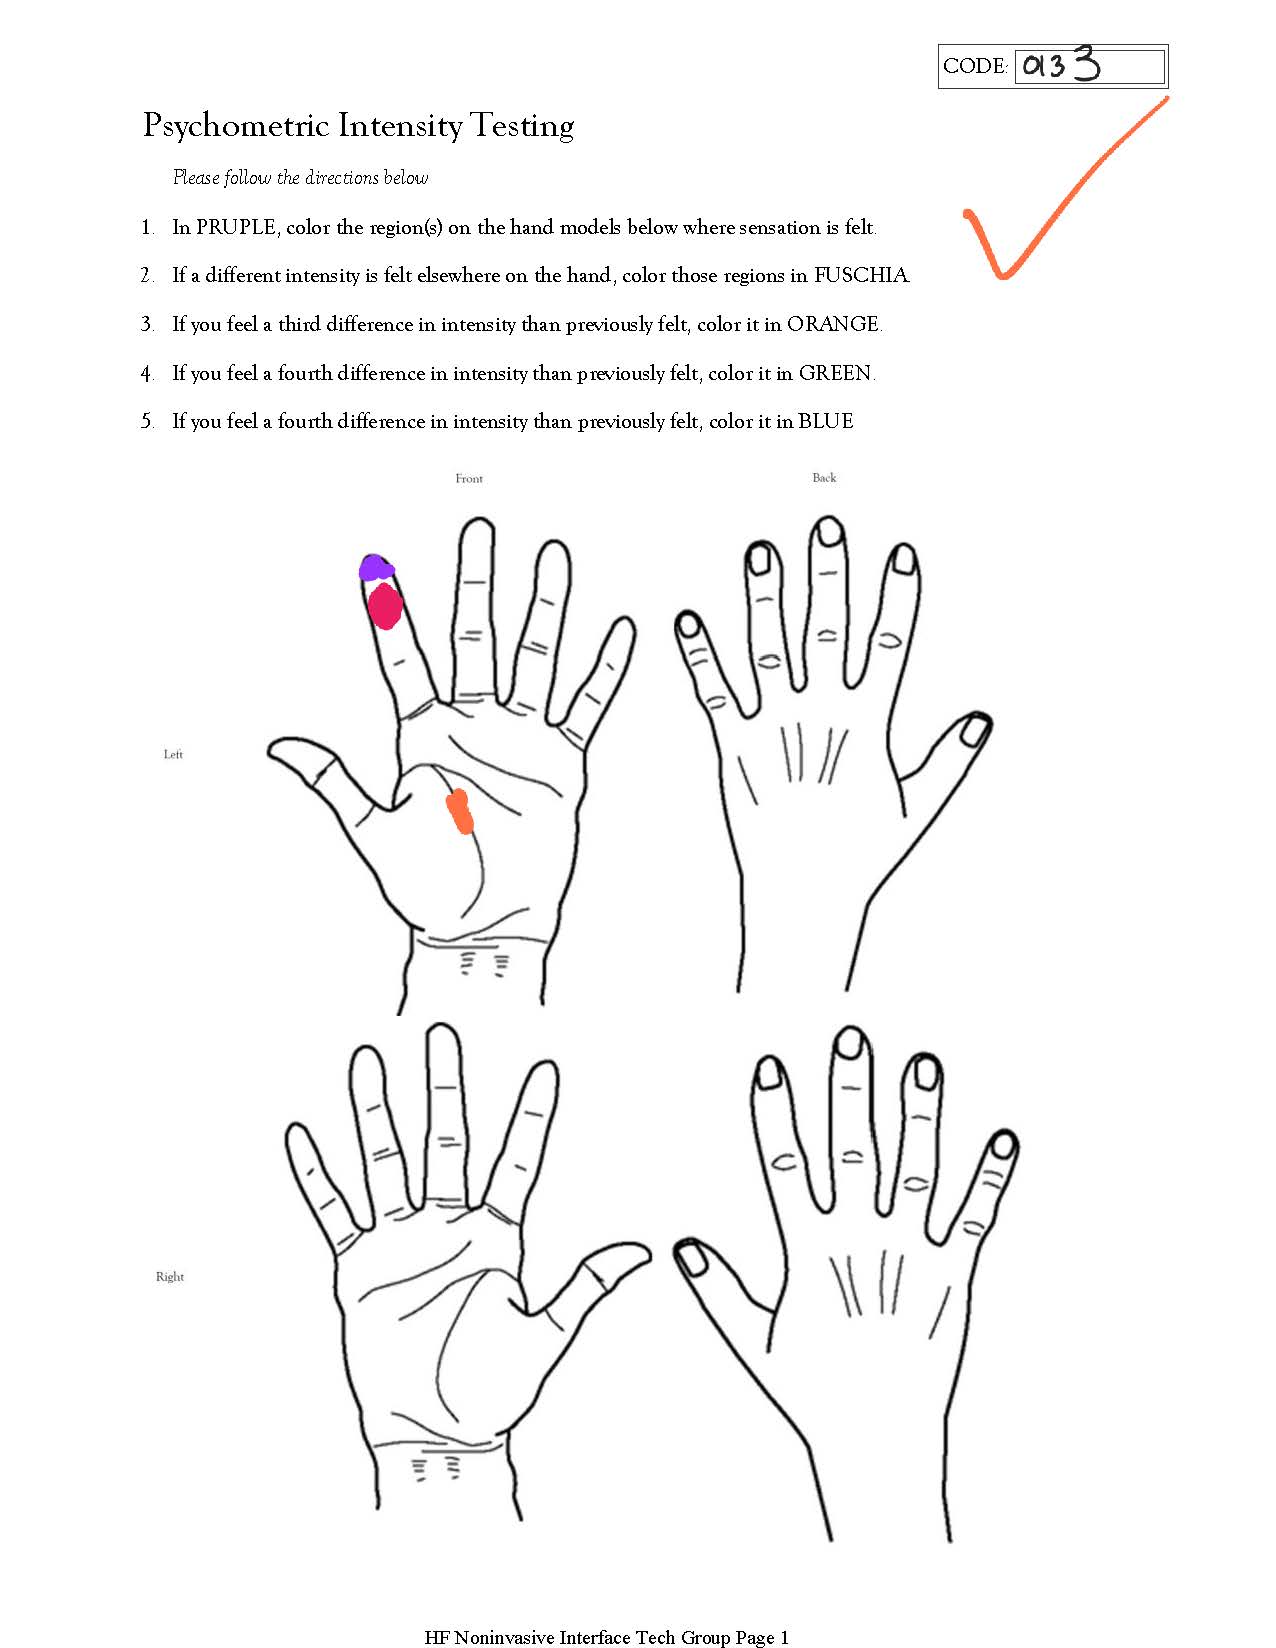 CODE: 0133
Psychometric Intensity Testing
Please follow the directions below
1. In PRUPLE, color the region(s) on the hand models below where sensation is felt.
2. If a different intensity is felt elsewhere on the hand, color those regions in FUSCHIA.
3. If you feel a third difference in intensity than previously felt, color it in ORANGE.
4. If you feel a fourth difference in intensity than previously felt, color it in GREEN.
5. If you feel a fourth difference in intensity than previously felt, color it in BLUE
Front Back
Left
Right
HF Noninvasive Interface Tech Group Page 1